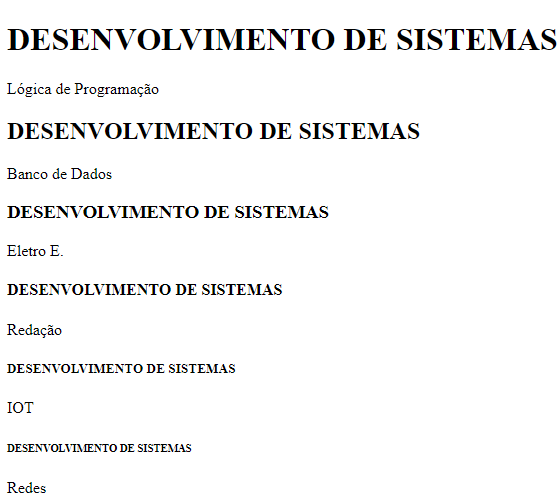 DESENVOLVIMENTO DE SISTEMAS
Lógica de Programação
DESENVOLVIMENTO DE SISTEMAS
Banco de Dados
DESENVOLVIMENTO DE SISTEMAS
Eletro E.
DESENVOLVIMENTO DE SISTEMAS
Redação
DESENVOLVIMENTO DE SISTEMAS
IOT
DESENVOLVIMENTO DE SISTEMAS
Redes